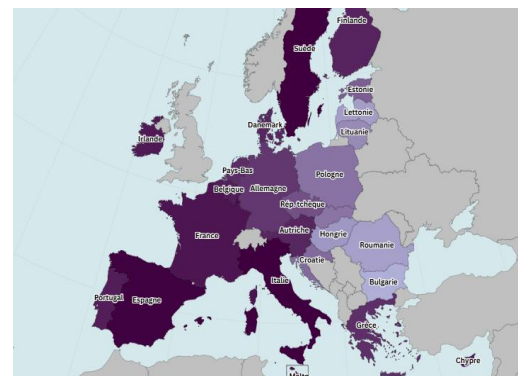 Finlande
Suède
Estonie
Lettonie
Lituanie
Danemark
Irlande
Pays-Bas
Pologne
Belgique
Allemagne
Rép. tchèque
Autriche
France
Hongrie
Roumanie
Croatie
Italie
Bulgarie
Portugal
Espagne
Grèce
Chypre
Malte